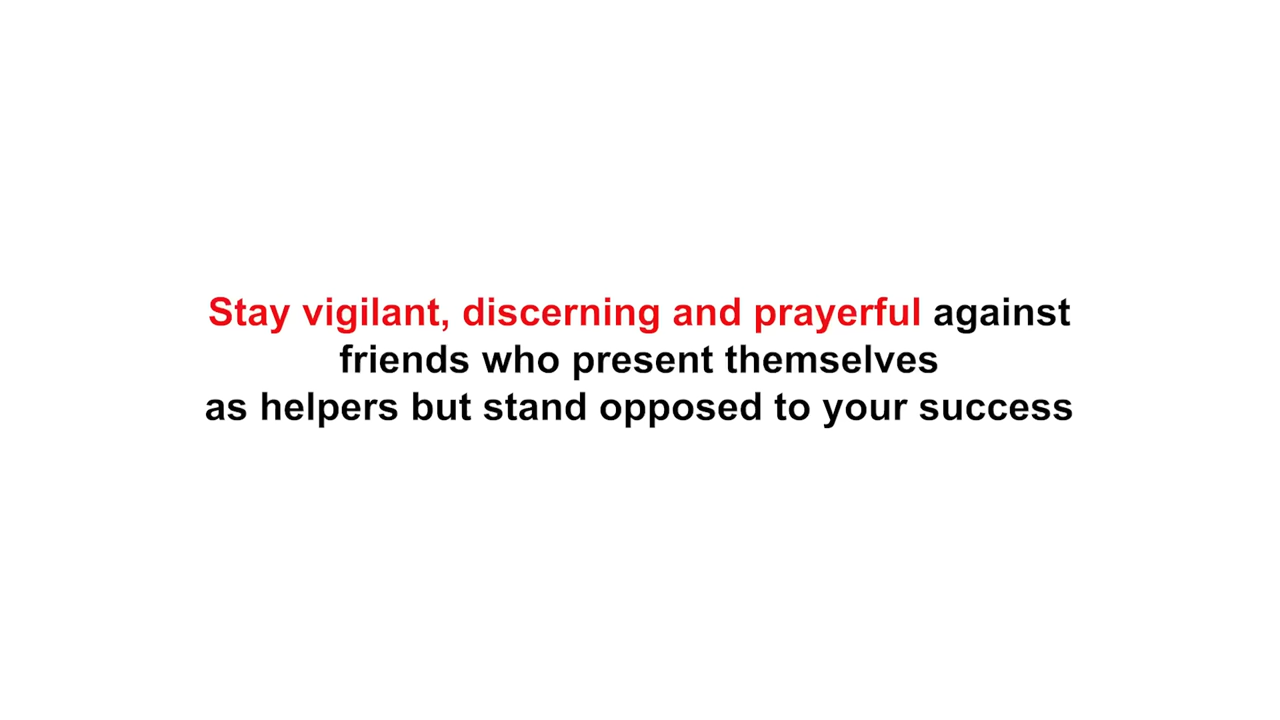 Stay vigilant, discerning and prayerful against
friends who present themselves
as helpers but stand opposed to your success